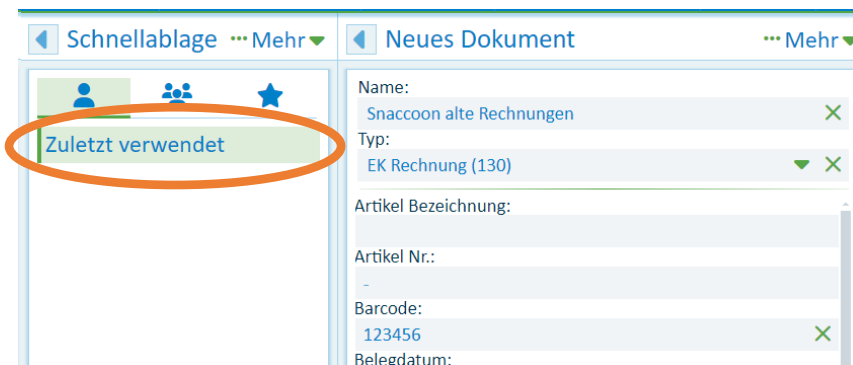 Schnellablage ··· Mehr
Zuletzt verwendet
Neues Dokument ··· Mehr
Name:
Snaccoon alte Rechnungen
Typ:
EK Rechnung (130)
Artikel Bezeichnung:
Artikel Nr.:
-
Barcode:
123456
Belegdatum: